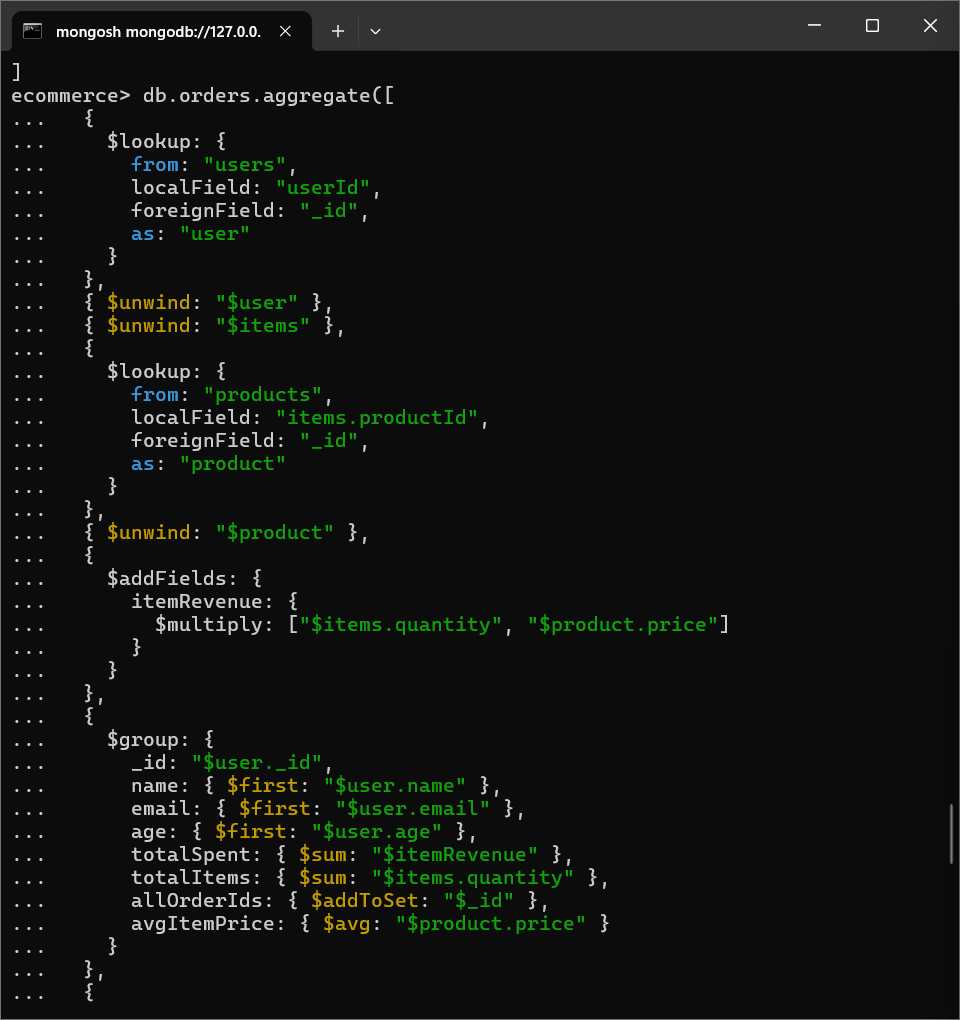 mongosh mongodb://127.0.0.
]
ecommerce> db.orders.aggregate([
...   {
...     $lookup: {
...       from: "users",
...       localField: "userId",
...       foreignField: "_id",
...       as: "user"
...     }
...   },
...   { $unwind: "$user" },
...   { $unwind: "$items" },
...   {
...     $lookup: {
...       from: "products",
...       localField: "items.productId",
...       foreignField: "_id",
...       as: "product"
...     }
...   },
...   { $unwind: "$product" },
...   {
...     $addFields: {
...       itemRevenue: {
...         $multiply: ["$items.quantity", "$product.price"]
...       }
...     }
...   },
...   {
...     $group: {
...       _id: "$user._id",
...       name: { $first: "$user.name" },
...       email: { $first: "$user.email" },
...       age: { $first: "$user.age" },
...       totalSpent: { $sum: "$itemRevenue" },
...       totalItems: { $sum: "$items.quantity" },
...       allOrderIds: { $addToSet: "$_id" },
...       avgItemPrice: { $avg: "$product.price" }
...     }
...   },
...   {